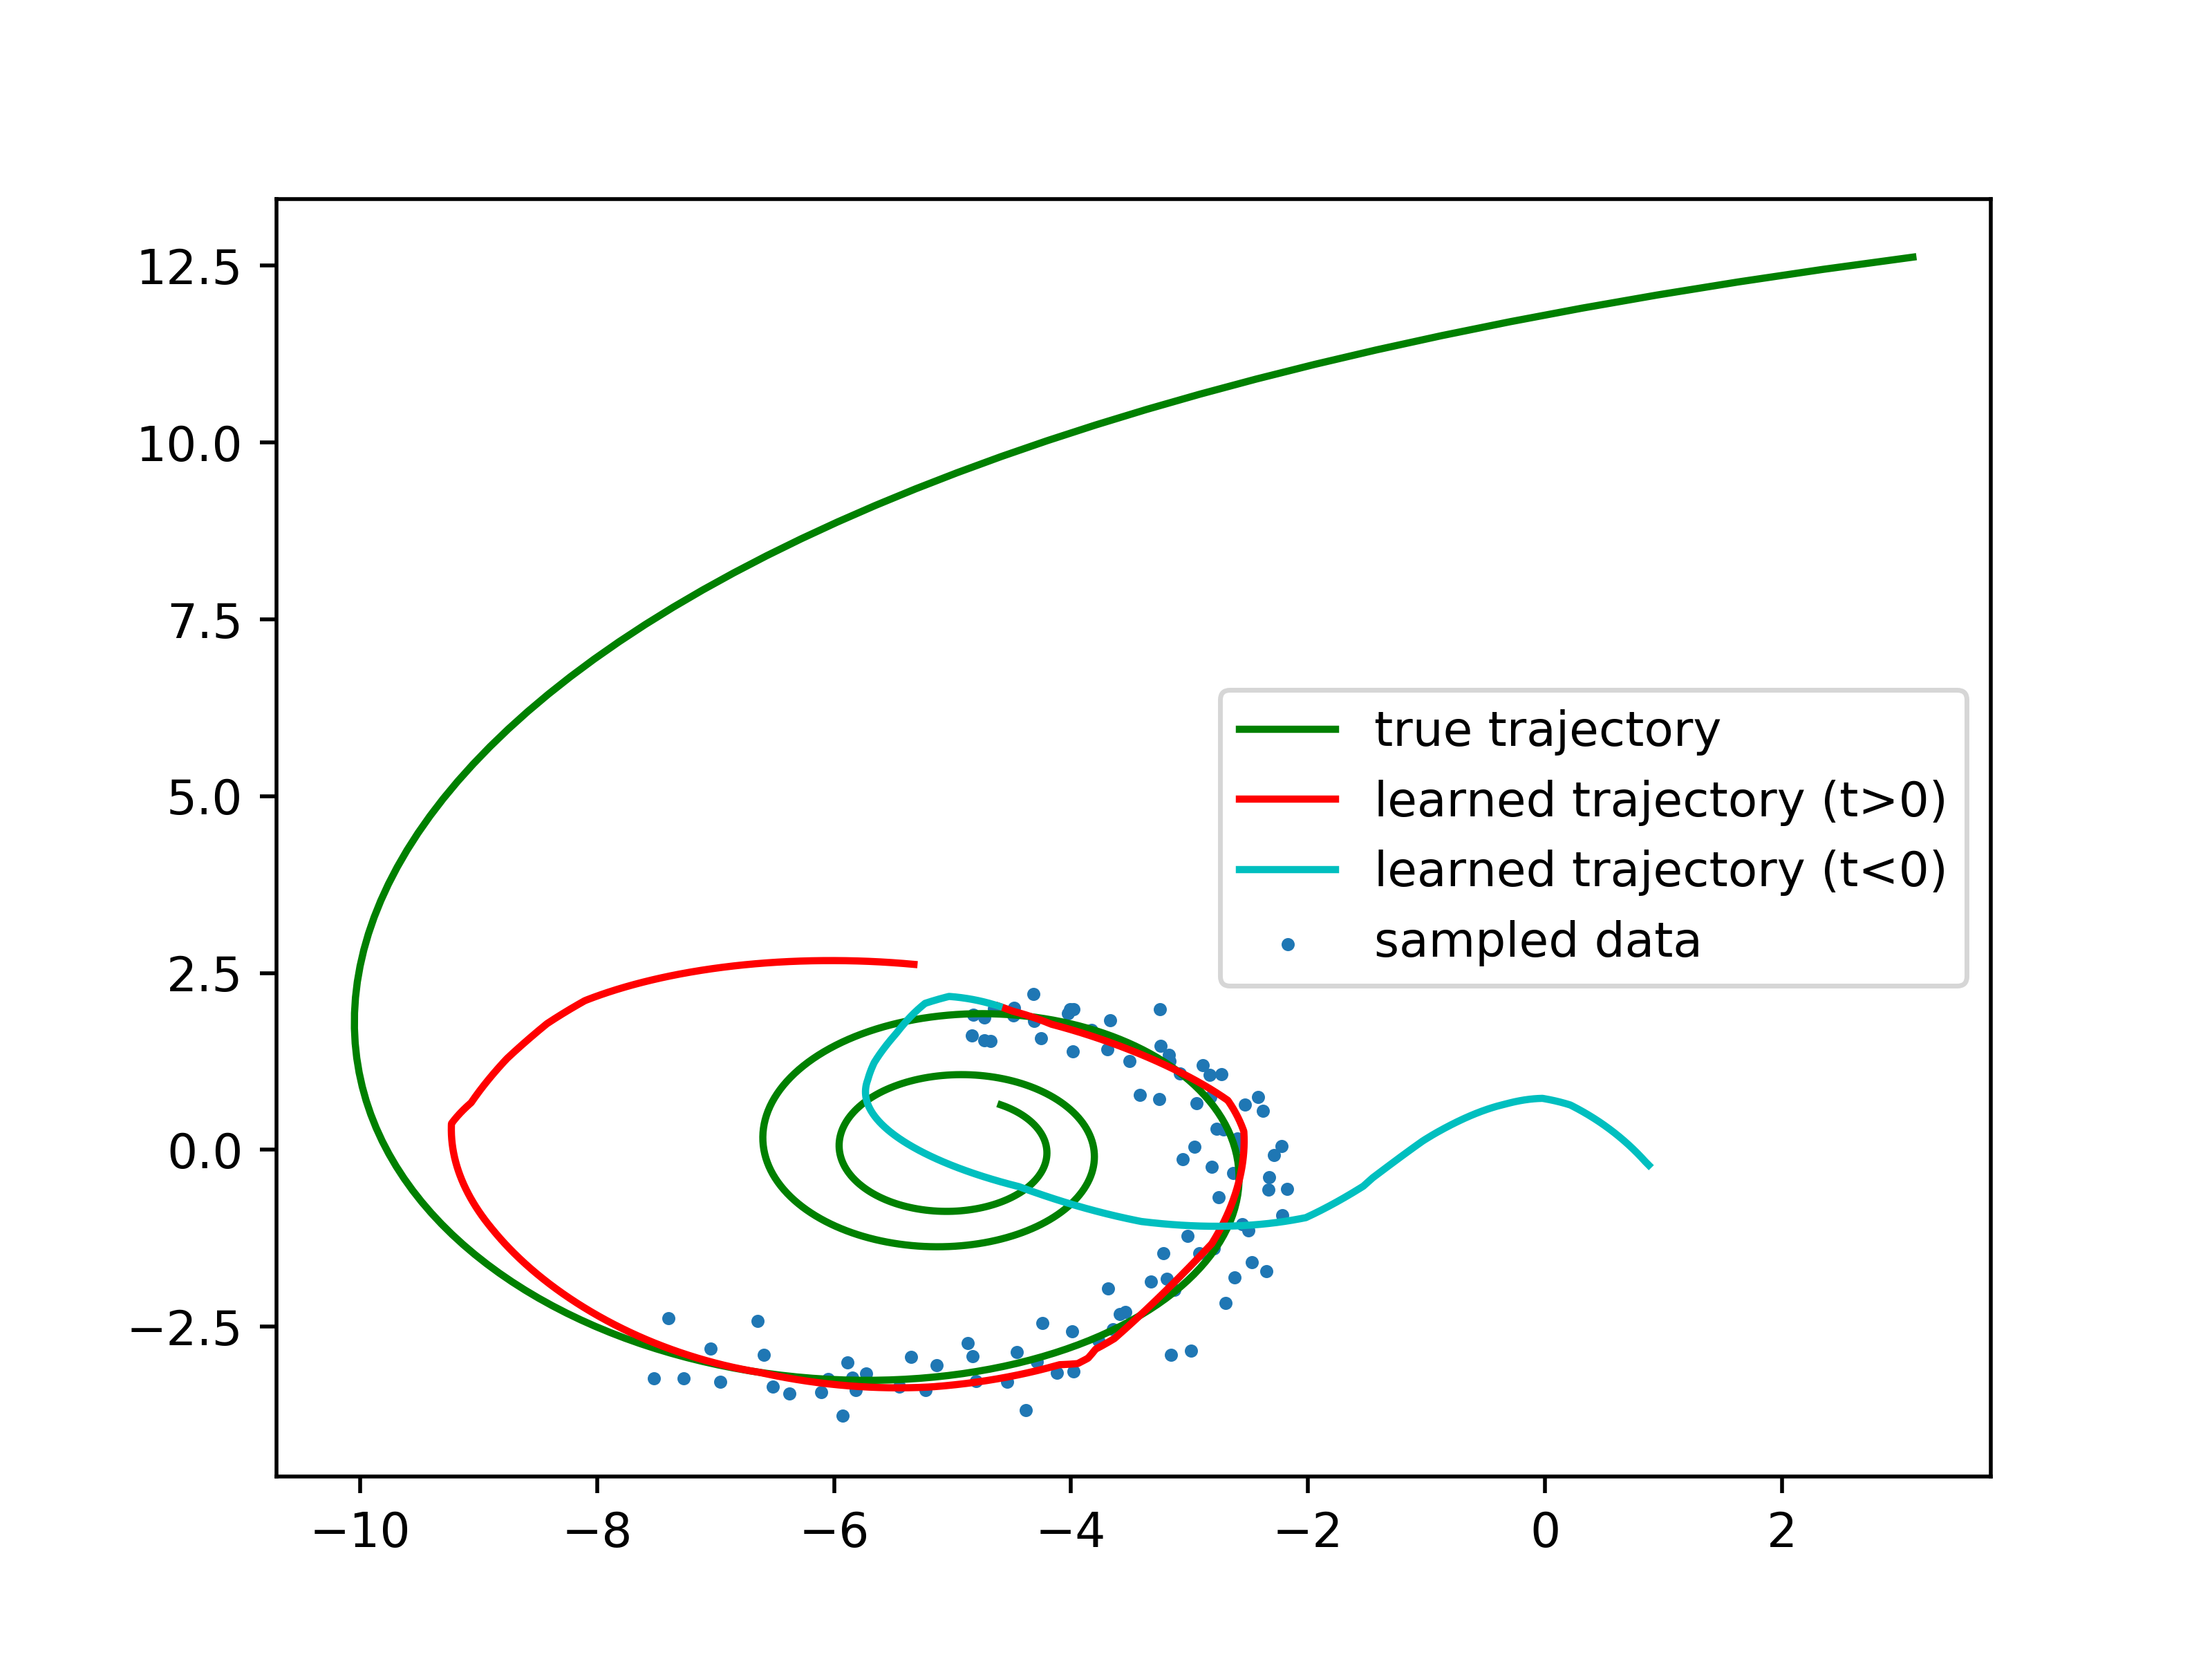 12.5
10.0
7.5
5.0
2.5
0.0
−2.5
true trajectory
learned trajectory (t>0)
learned trajectory (t<0)
sampled data
−10 −8 −6 −4 −2 0 2